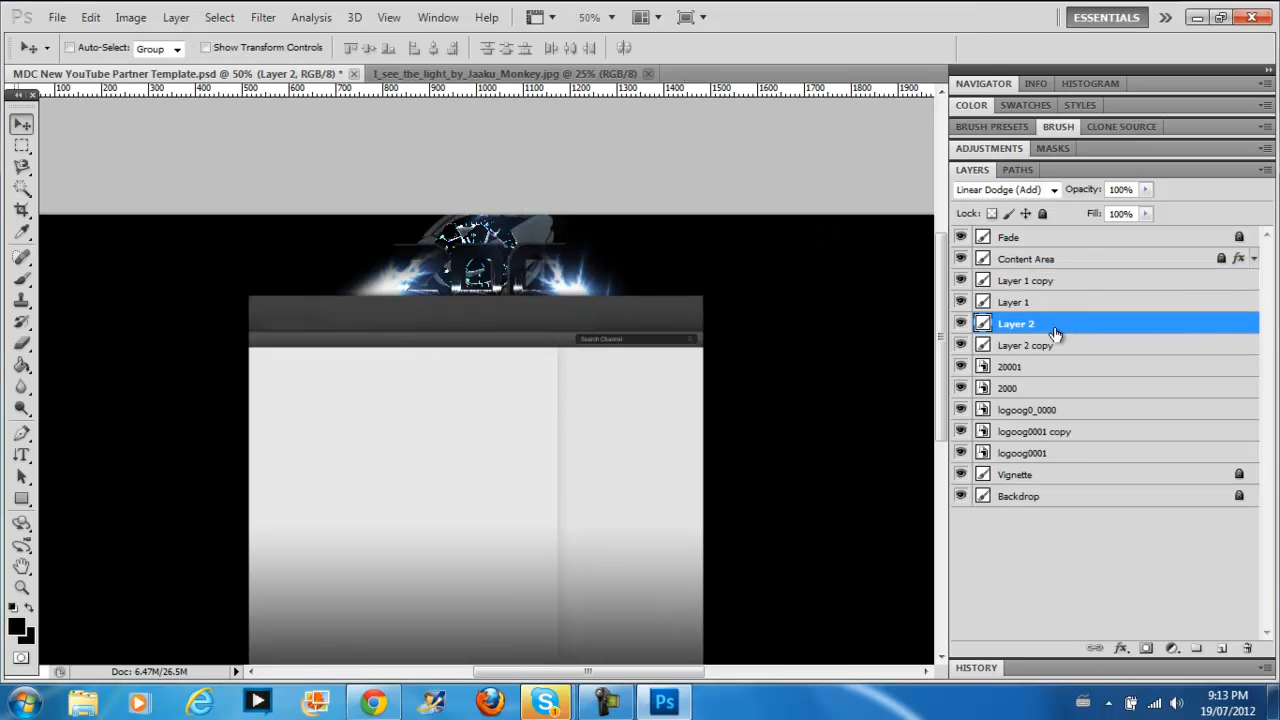 Ps File Edit Image Layer Select Filter Analysis 3D View Window Help 50% ESSENTIALS
Auto-Select: Group Show Transform Controls
MDC New YouTube Partner Template.psd @ 50% (Layer 2, RGB/8) * I_see_the_light_by_Jaaku_Monkey.jpg @ 25% (RGB/8)
100 200 300 400 500 600 700 800 900 1000 1100 1200 1300 1400 1500 1600 1700 1800 1900
NAVIGATOR INFO HISTOGRAM
COLOR SWATCHES STYLES
BRUSH PRESETS BRUSH CLONE SOURCE
ADJUSTMENTS MASKS
LAYERS PATHS
Linear Dodge (Add) Opacity: 100%
Lock: Fill: 100%
Fade
Content Area fx
Layer 1 copy
Layer 1
Layer 2
Layer 2 copy
20001
2000
logoog0_0000
logoog0001 copy
logoog0001
Vignette
Backdrop
Search Channel
Doc: 6.47M/26.5M
HISTORY
9:13 PM
19/07/2012